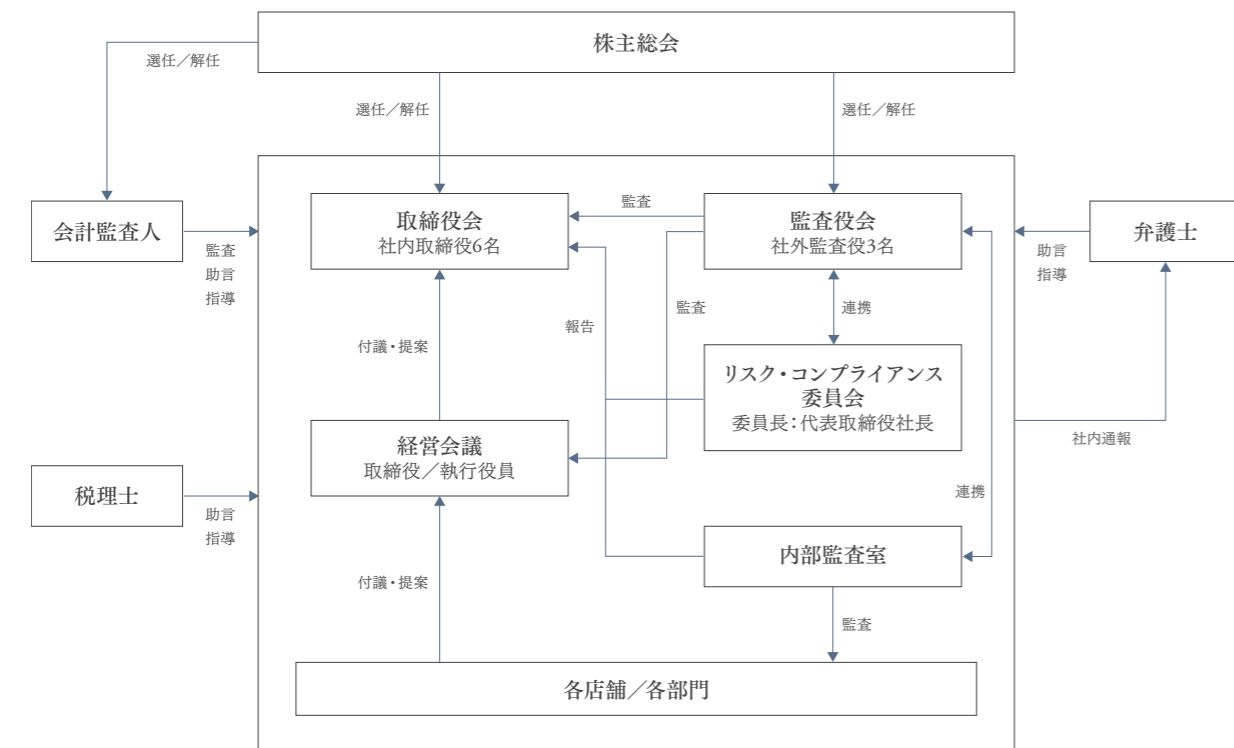 株主総会
選任／解任
選任／解任
選任／解任
会計監査人
監査
助言
指導
取締役会
社内取締役6名
監査
監査役会
社外監査役3名
弁護士
助言
指導
監査
連携
報告
付議・提案
リスク・コンプライアンス
委員会
委員長：代表取締役社長
経営会議
取締役／執行役員
社内通報
税理士
助言
指導
連携
内部監査室
付議・提案
監査
各店舗／各部門